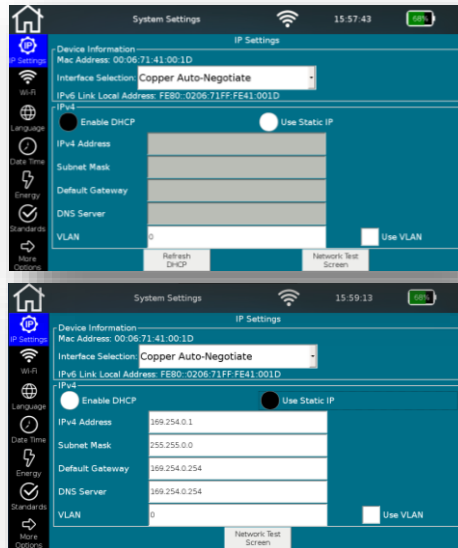 System Settings 15:57:43 68%
IP Settings
IP
IP Settings
Device Information
Mac Address: 00:06:71:41:00:1D
Interface Selection: Copper Auto-Negotiate
IPv6 Link Local Address: FE80::0206:71FF:FE41:001D
Wi-Fi
IPv4
Enable DHCP Use Static IP
Language
IPv4 Address
Date Time
Subnet Mask
Default Gateway
Energy
DNS Server
Standards
VLAN 0 Use VLAN
More
Options
Refresh
DHCP
Network Test
Screen
System Settings 15:59:13 68%
IP Settings
IP
IP Settings
Device Information
Mac Address: 00:06:71:41:00:1D
Interface Selection: Copper Auto-Negotiate
IPv6 Link Local Address: FE80::0206:71FF:FE41:001D
Wi-Fi
IPv4
Enable DHCP Use Static IP
Language
IPv4 Address 169.254.0.1
Date Time
Subnet Mask 255.255.0.0
Default Gateway 169.254.0.254
Energy
DNS Server 169.254.0.254
Standards
VLAN 0 Use VLAN
More
Options
Network Test
Screen